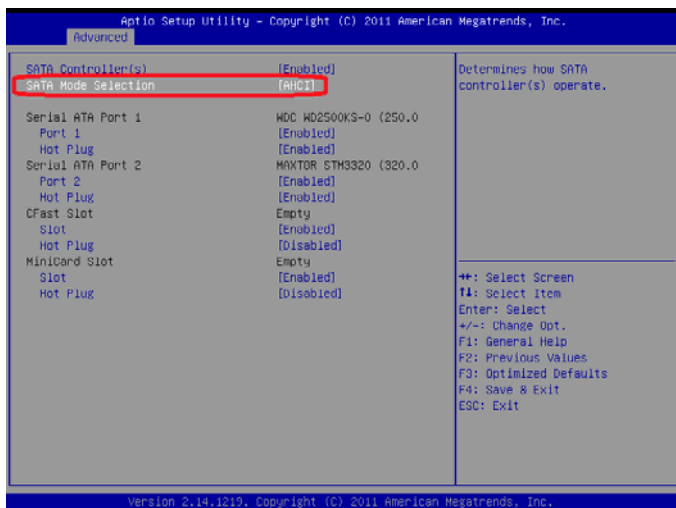 Aptio Setup Utility – Copyright (C) 2011 American Megatrends, Inc.
Advanced
SATA Controller(s) [Enabled]
SATA Mode Selection [AHCI]
Serial ATA Port 1 WDC WD2500KS-0 (250.0
Port 1 [Enabled]
Hot Plug [Enabled]
Serial ATA Port 2 MAXTOR STM3320 (320.0
Port 2 [Enabled]
Hot Plug [Enabled]
CFast Slot Empty
Slot [Enabled]
Hot Plug [Disabled]
MiniCard Slot Empty
Slot [Enabled]
Hot Plug [Disabled]
Determines how SATA
controller(s) operate.
→←: Select Screen
↑↓: Select Item
Enter: Select
+/-: Change Opt.
F1: General Help
F2: Previous Values
F3: Optimized Defaults
F4: Save & Exit
ESC: Exit
Version 2.14.1219. Copyright (C) 2011 American Megatrends, Inc.